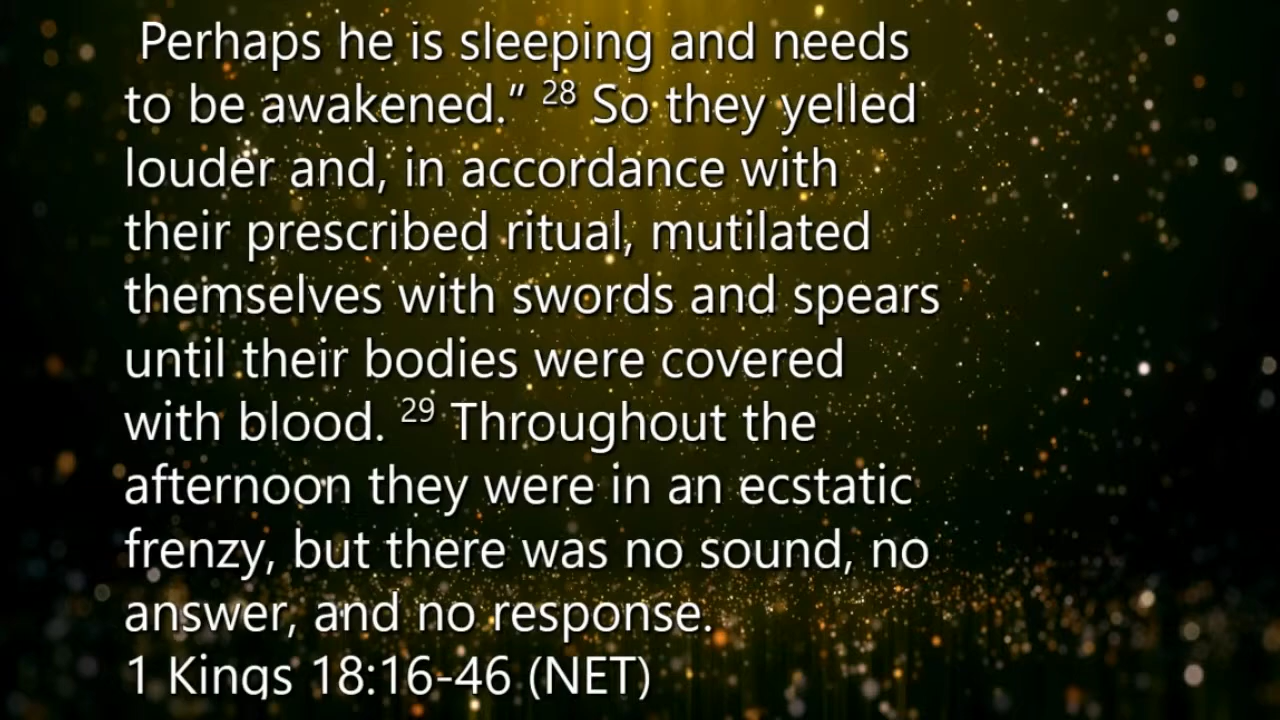 Perhaps he is sleeping and needs
to be awakened.” 28 So they yelled
louder and, in accordance with
their prescribed ritual, mutilated
themselves with swords and spears
until their bodies were covered
with blood. 29 Throughout the
afternoon they were in an ecstatic
frenzy, but there was no sound, no
answer, and no response.
1 Kings 18:16-46 (NET)